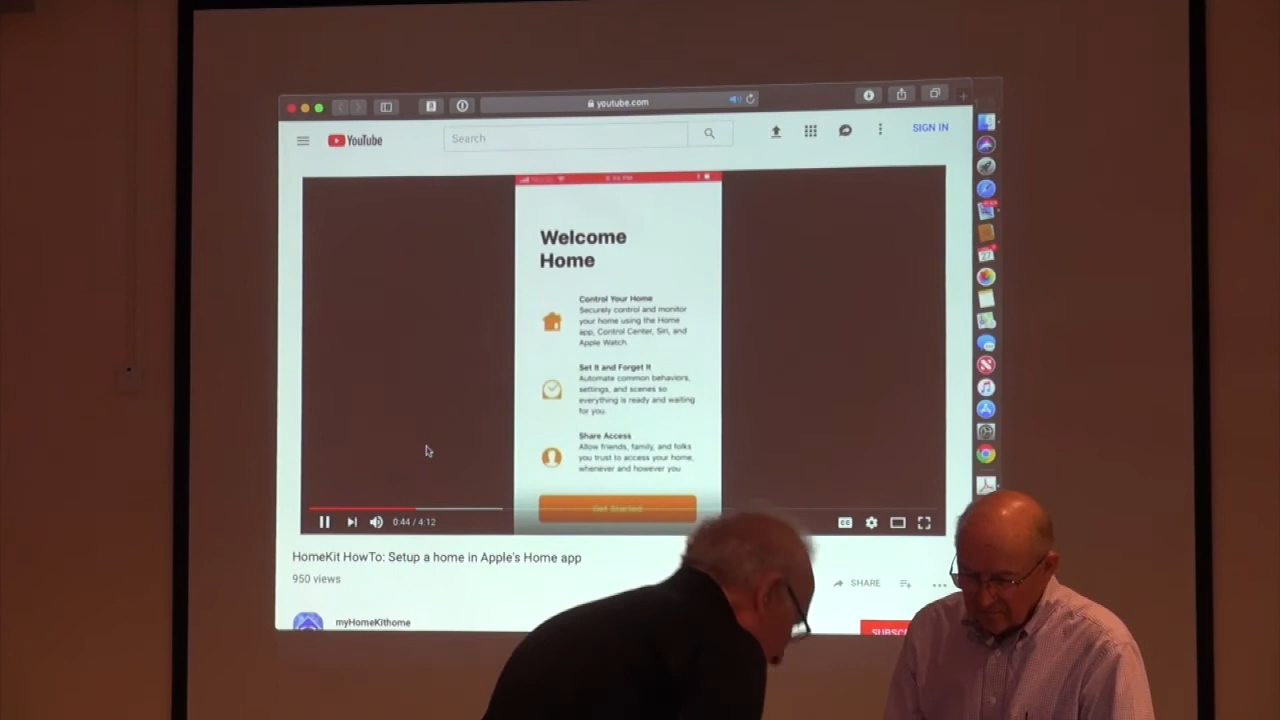 youtube.com
YouTube
Search
SIGN IN
Welcome
Home
Control Your Home
Securely control and monitor
your home using the Home
app, Control Center, Siri, and
Apple Watch.
Set It and Forget It
Automate common behaviors,
settings, and scenes so
everything is ready and waiting
for you.
Share Access
Allow friends, family, and folks
you trust to access your home,
whenever and however you
Get Started
0:44 / 4:12
CC
HomeKit HowTo: Setup a home in Apple's Home app
950 views
SHARE
myHomeKithome
SUBSC